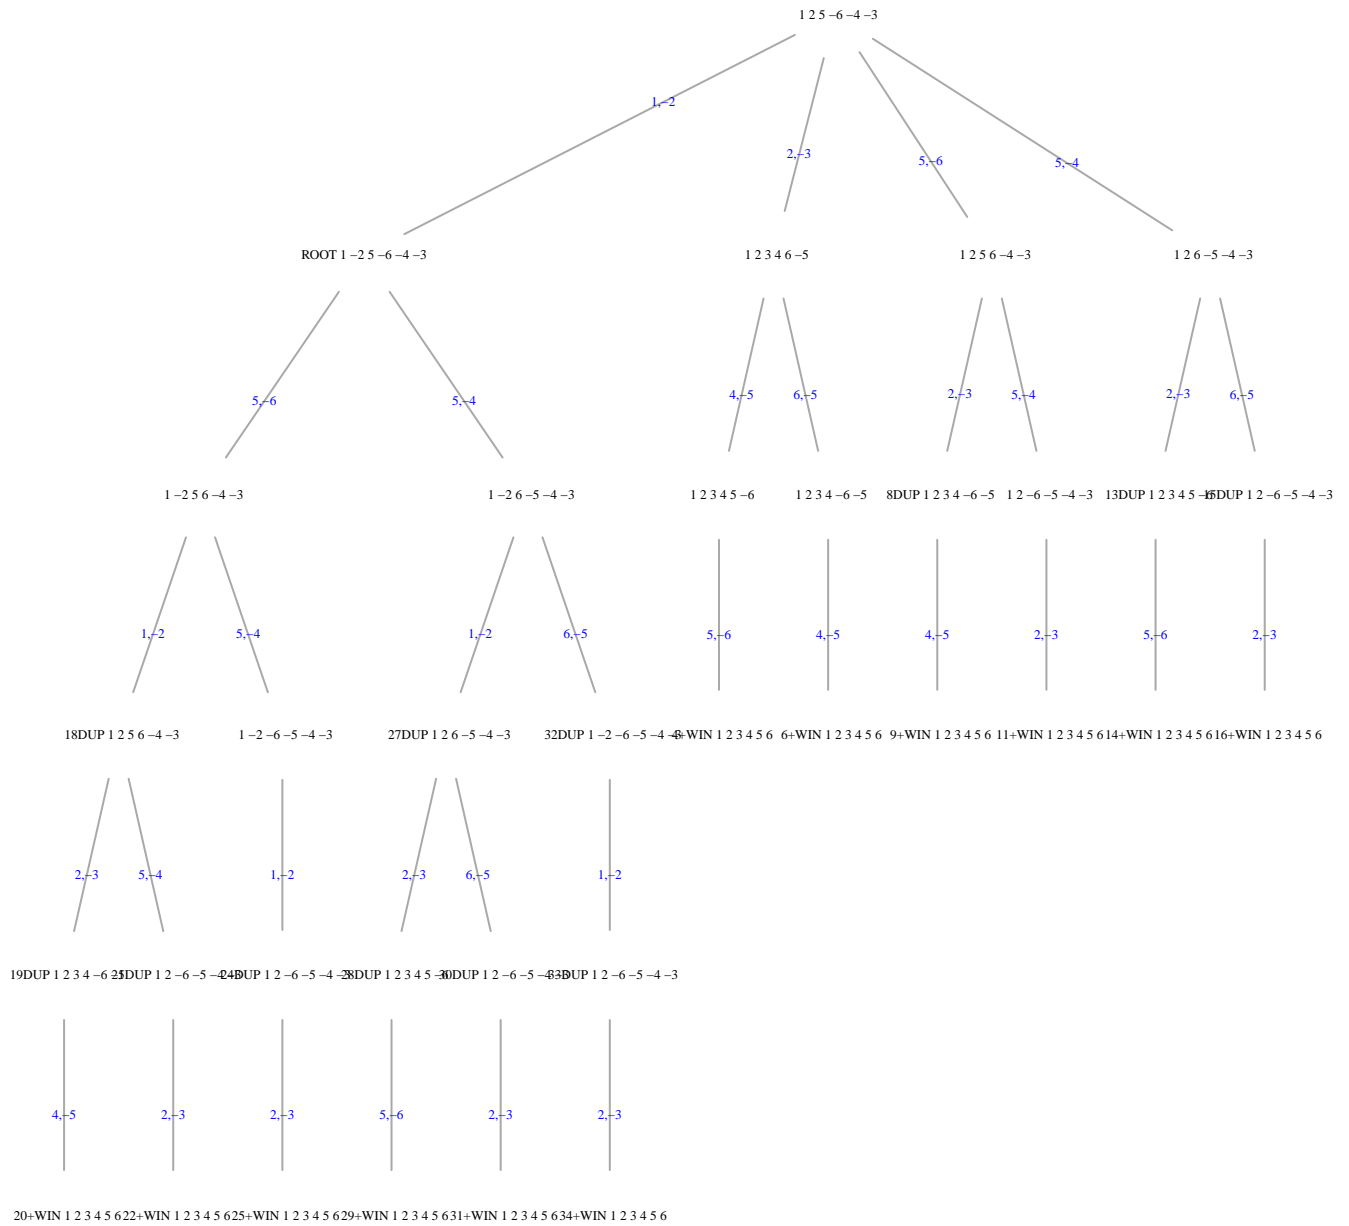 1 2 5 −6 −4 −3
1,−2
2,−3
5,−6
5,−4
ROOT 1 −2 5 −6 −4 −3
1 2 3 4 6 −5
1 2 5 6 −4 −3
1 2 6 −5 −4 −3
5,−6
5,−4
4,−5
6,−5
2,−3
5,−4
2,−3
6,−5
1 −2 5 6 −4 −3
1 −2 6 −5 −4 −3
1 2 3 4 5 −6
1 2 3 4 −6 −5
8DUP 1 2 3 4 −6 −5
1 2 −6 −5 −4 −3
13DUP 1 2 3 4 5 −6
15DUP 1 2 −6 −5 −4 −3
1,−2
5,−4
1,−2
6,−5
5,−6
4,−5
4,−5
2,−3
5,−6
2,−3
18DUP 1 2 5 6 −4 −3
1 −2 −6 −5 −4 −3
27DUP 1 2 6 −5 −4 −3
32DUP 1 −2 −6 −5 −4 −3
+WIN 1 2 3 4 5 6
6+WIN 1 2 3 4 5 6
9+WIN 1 2 3 4 5 6
11+WIN 1 2 3 4 5 6
14+WIN 1 2 3 4 5 6
16+WIN 1 2 3 4 5 6
2,−3
5,−4
1,−2
2,−3
6,−5
1,−2
19DUP 1 2 3 4 −6 −5
21DUP 1 2 −6 −5 −4 −3
24DUP 1 2 −6 −5 −4 −3
28DUP 1 2 3 4 5 −6
30DUP 1 2 −6 −5 −4 −3
33DUP 1 2 −6 −5 −4 −3
4,−5
2,−3
2,−3
5,−6
2,−3
2,−3
20+WIN 1 2 3 4 5 6
22+WIN 1 2 3 4 5 6
25+WIN 1 2 3 4 5 6
29+WIN 1 2 3 4 5 6
31+WIN 1 2 3 4 5 6
34+WIN 1 2 3 4 5 6